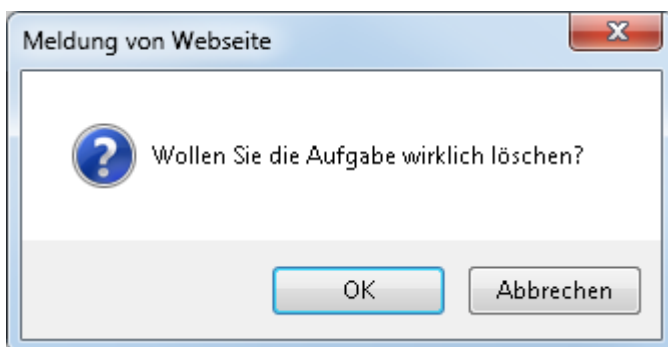 Meldung von Webseite
Wollen Sie die Aufgabe wirklich löschen?
OK
Abbrechen